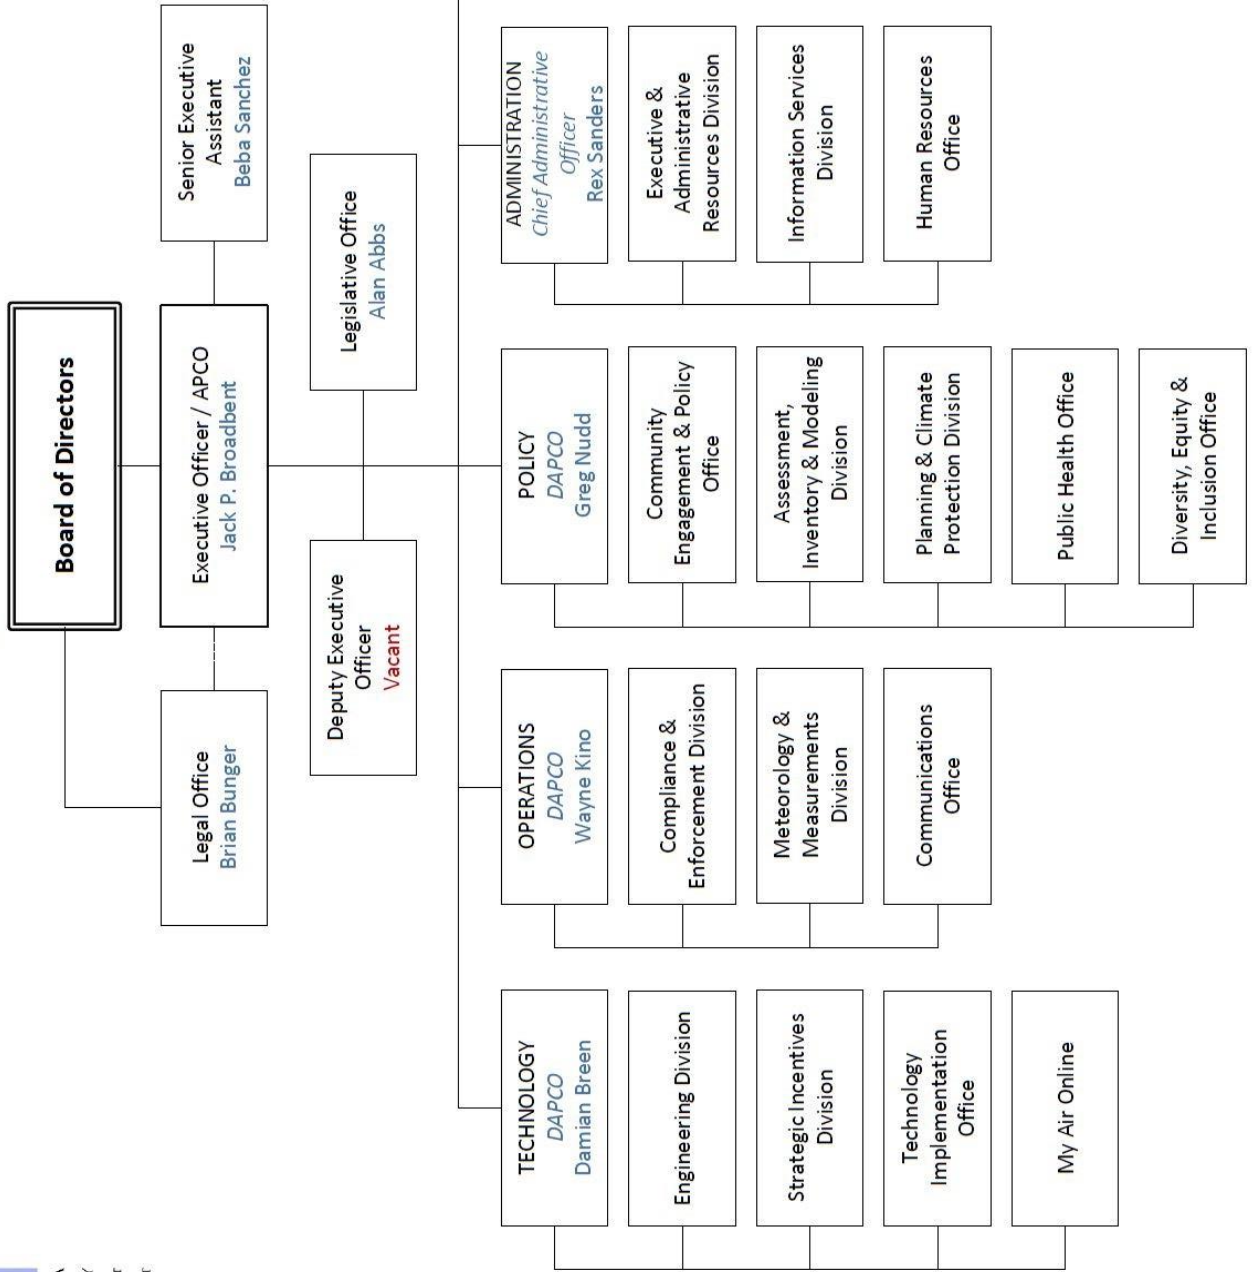 Board of Directors
Legal Office
Brian Bunger
Executive Officer / APCO
Jack P. Broadbent
Senior Executive
Assistant
Beba Sanchez
Deputy Executive
Officer
Vacant
Legislative Office
Alan Abbs
TECHNOLOGY
DAPCO
Damian Breen
Engineering Division
Strategic Incentives
Division
Technology
Implementation
Office
My Air Online
OPERATIONS
DAPCO
Wayne Kino
Compliance &
Enforcement Division
Meteorology &
Measurements
Division
Communications
Office
POLICY
DAPCO
Greg Nudd
Community
Engagement & Policy
Office
Assessment,
Inventory & Modeling
Division
Planning & Climate
Protection Division
Public Health Office
Diversity, Equity &
Inclusion Office
ADMINISTRATION
Chief Administrative
Officer
Rex Sanders
Executive &
Administrative
Resources Division
Information Services
Division
Human Resources
Office